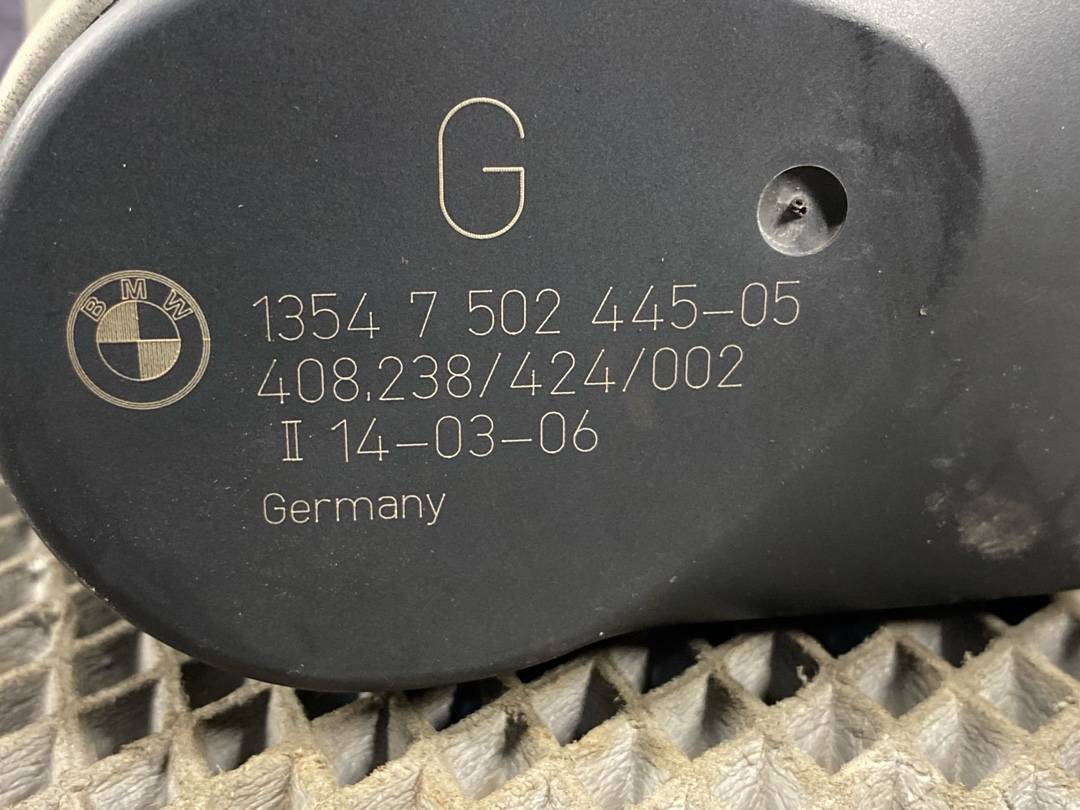 G
BMW
1354 7 502 445-05
408.238/424/002
II 14-03-06
Germany